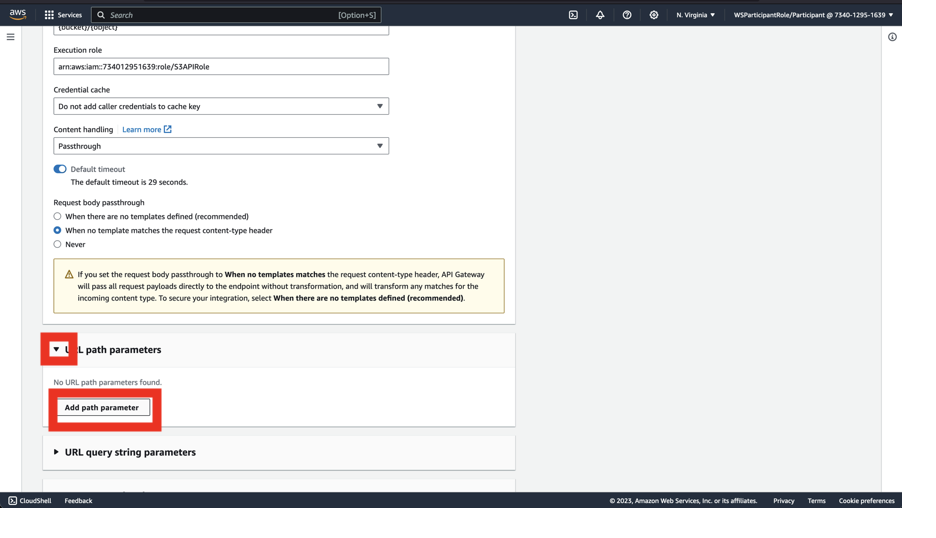 aws
Services
Search
[Option+S]
N. Virginia
WSParticipantRole/Participant @ 7340-1295-1639
{bucket}/{object}
Execution role
arn:aws:iam::734012951639:role/S3APIRole
Credential cache
Do not add caller credentials to cache key
Content handling
Learn more
Passthrough
Default timeout
The default timeout is 29 seconds.
Request body passthrough
When there are no templates defined (recommended)
When no template matches the request content-type header
Never
If you set the request body passthrough to When no templates matches the request content-type header, API Gateway
will pass all request payloads directly to the endpoint without transformation, and will transform any matches for the
incoming content type. To secure your integration, select When there are no templates defined (recommended).
URL path parameters
No URL path parameters found.
Add path parameter
URL query string parameters
CloudShell
Feedback
© 2023, Amazon Web Services, Inc. or its affiliates.
Privacy
Terms
Cookie preferences